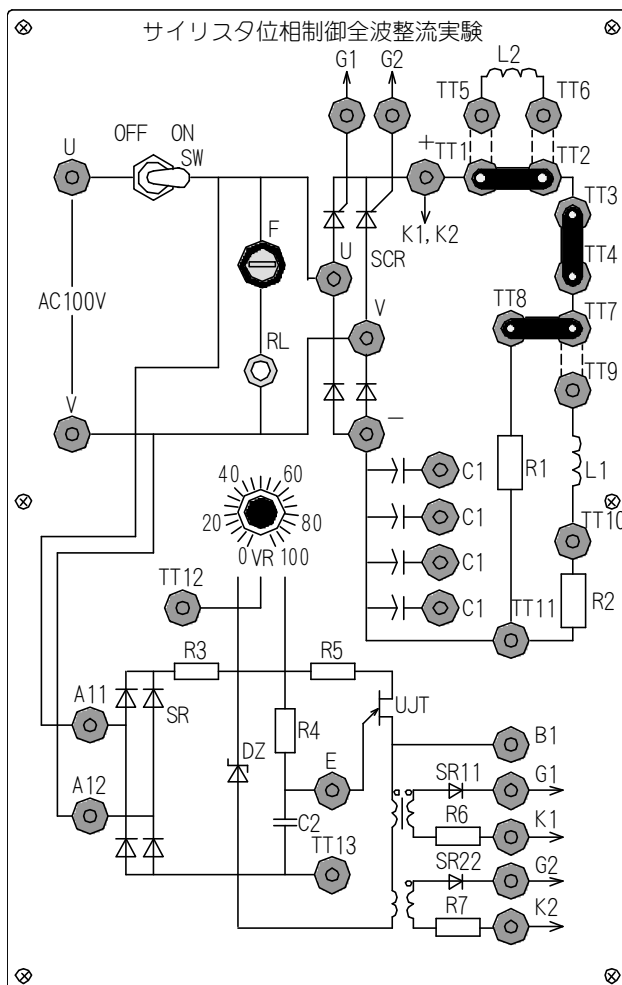 サイリスタ位相制御全波整流実験
G1
G2
L2
TT5
TT6
OFF ON
SW
U
+
TT1
TT2
TT3
K1,K2
F
U
SCR
TT4
AC100V
V
TT8
TT7
RL
TT9
V
−
R1
L1
C1
40
60
20
80
0
VR
100
C1
TT10
C1
TT12
C1
TT11
R2
R3
R5
A11
SR
R4
UJT
DZ
E
B1
A12
SR11
G1
C2
R6
K1
TT13
SR22
G2
R7
K2